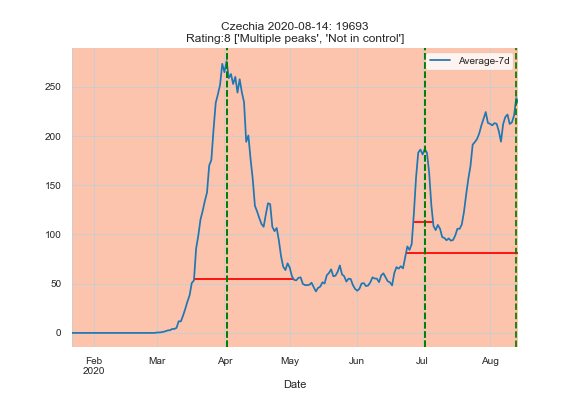 Czechia 2020-08-14: 19693
Rating:8 ['Multiple peaks', 'Not in control']
Average-7d
250
200
150
100
50
0
Feb
2020
Mar
Apr
May
Jun
Jul
Aug
Date